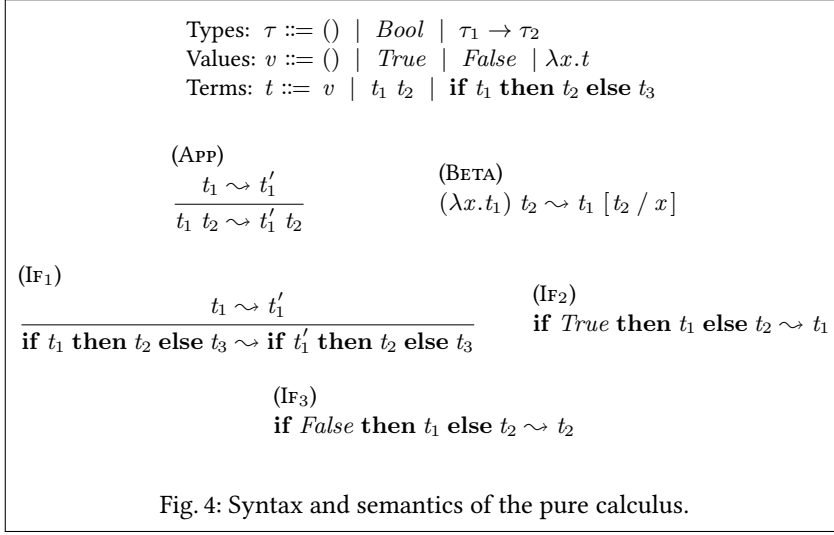 Types: τ ::= () | Bool | τ₁ → τ₂
Values: v ::= () | True | False | λx.t
Terms: t ::= v | t₁ t₂ | if t₁ then t₂ else t₃
(App) (Beta)
t₁ ⇝ t₁′
t₁ t₂ ⇝ t₁′ t₂
(λx.t₁) t₂ ⇝ t₁ [ t₂ / x ]
(If₁) (If₂)
t₁ ⇝ t₁′
if t₁ then t₂ else t₃ ⇝ if t₁′ then t₂ else t₃
if True then t₁ else t₂ ⇝ t₁
(If₃)
if False then t₁ else t₂ ⇝ t₂
Fig. 4: Syntax and semantics of the pure calculus.